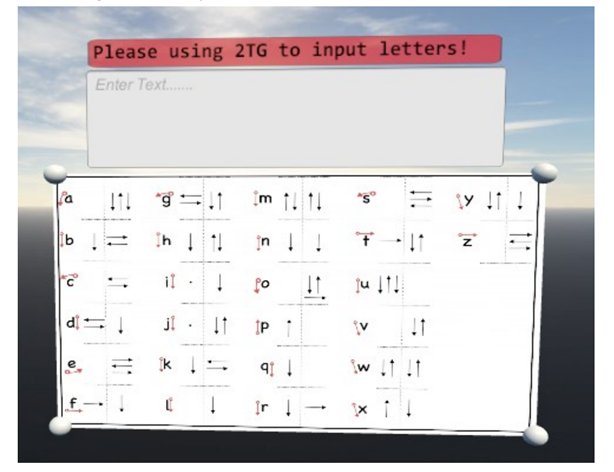 Please using 2TG to input letters!
Enter Text.......
a g m s y
b h n t z
c i o u
d j p v
e k q w
f l r x